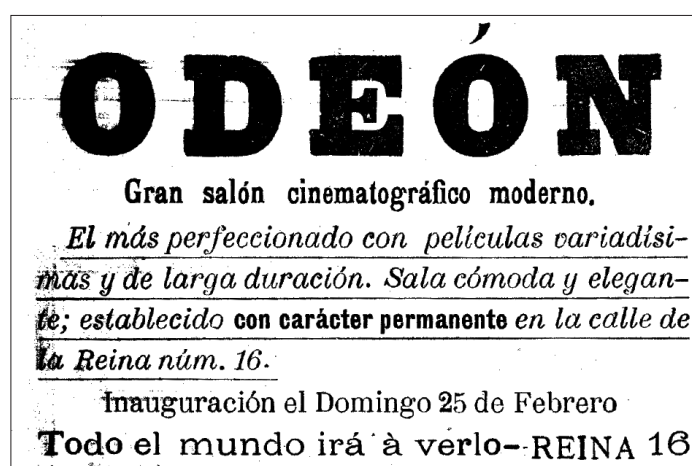 ODEÓN
Gran salón cinematográfico moderno.
El más perfeccionado con películas variadísi-
mas y de larga duración. Sala cómoda y elegan-
te; establecido con carácter permanente en la calle de
la Reina núm. 16.
Inauguración el Domingo 25 de Febrero
Todo el mundo irá à verlo--REINA 16